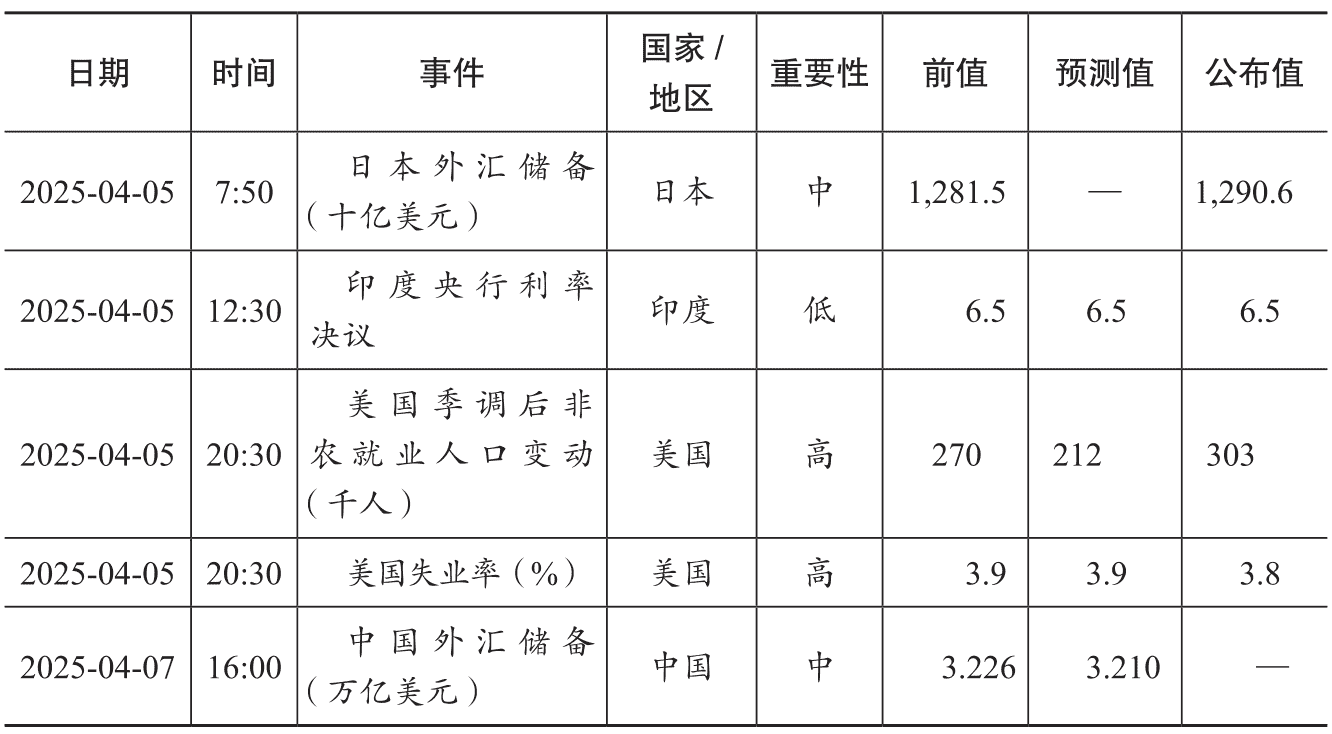 日期 时间 事件 国家 / 地区 重要性 前值 预测值 公布值
2025-04-05 7:50 日本外汇储备（十亿美元） 日本 中 1,281.5 — 1,290.6
2025-04-05 12:30 印度央行利率决议 印度 低 6.5 6.5 6.5
2025-04-05 20:30 美国季调后非农就业人口变动（千人） 美国 高 270 212 303
2025-04-05 20:30 美国失业率（%） 美国 高 3.9 3.9 3.8
2025-04-07 16:00 中国外汇储备（万亿美元） 中国 中 3.226 3.210 —